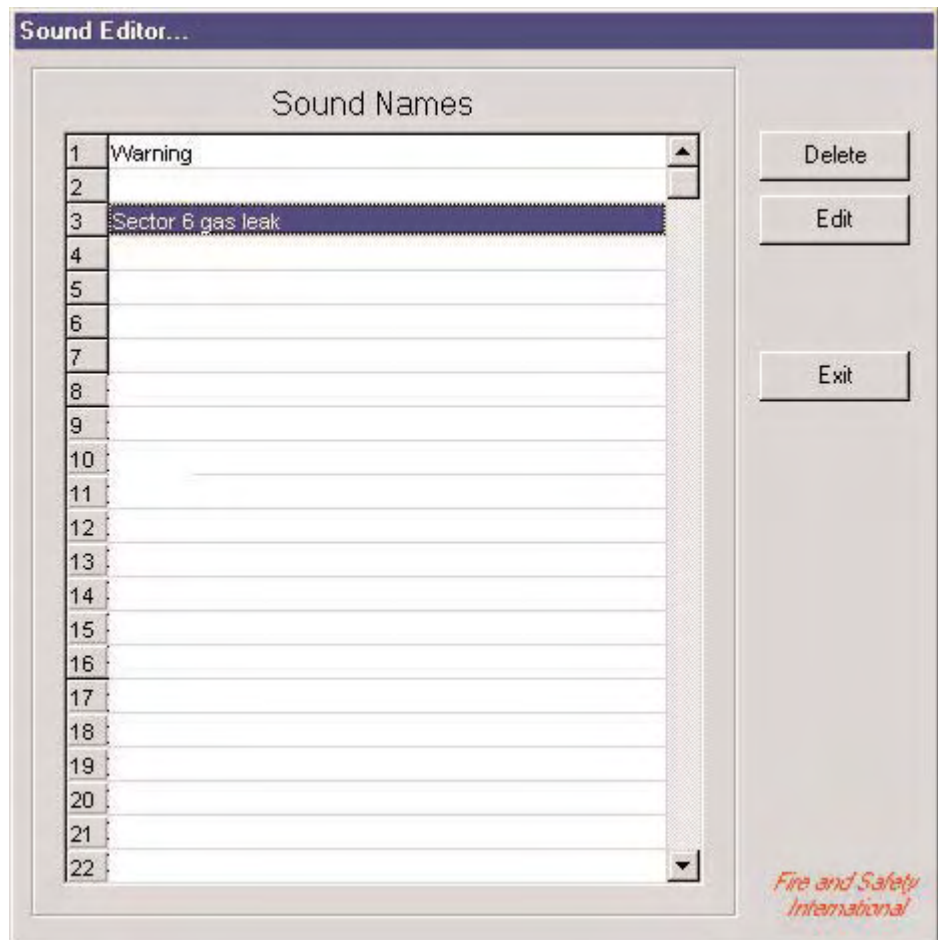 Sound Editor...
Sound Names
1 Warning
2
3 Sector 6 gas leak
4
5
6
7
8
9
10
11
12
13
14
15
16
17
18
19
20
21
22
Delete
Edit
Exit
Fire and Safety
International